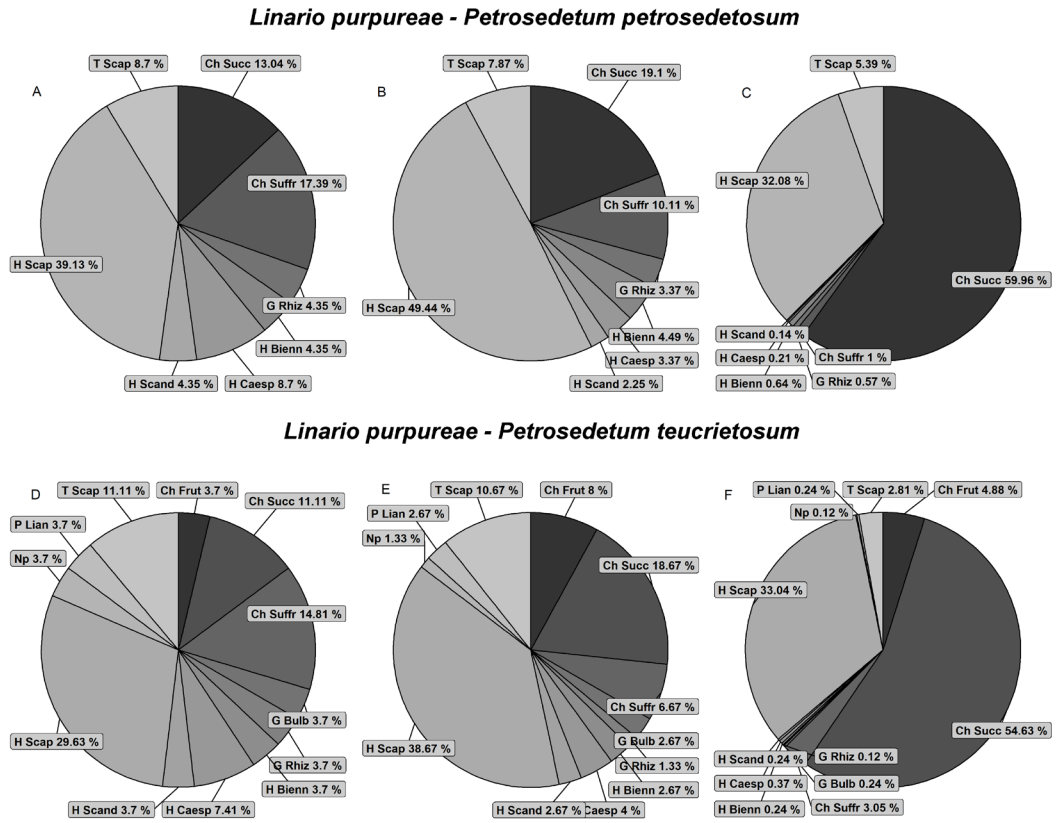 Linario purpureae - Petrosedetum petrosedetosum
A
T Scap 8.7 %
Ch Succ 13.04 %
Ch Suffr 17.39 %
H Scap 39.13 %
G Rhiz 4.35 %
H Bienn 4.35 %
H Scand 4.35 %
H Caesp 8.7 %
B
T Scap 7.87 %
Ch Succ 19.1 %
Ch Suffr 10.11 %
G Rhiz 3.37 %
H Scap 49.44 %
H Bienn 4.49 %
H Caesp 3.37 %
H Scand 2.25 %
C
T Scap 5.39 %
H Scap 32.08 %
Ch Succ 59.96 %
H Scand 0.14 %
H Caesp 0.21 %
Ch Suffr 1 %
H Bienn 0.64 %
G Rhiz 0.57 %
Linario purpureae - Petrosedetum teucrietosum
D
T Scap 11.11 %
Ch Frut 3.7 %
Ch Succ 11.11 %
P Lian 3.7 %
Np 3.7 %
Ch Suffr 14.81 %
G Bulb 3.7 %
H Scap 29.63 %
G Rhiz 3.7 %
H Bienn 3.7 %
H Scand 3.7 %
H Caesp 7.41 %
E
T Scap 10.67 %
Ch Frut 8 %
P Lian 2.67 %
Np 1.33 %
Ch Succ 18.67 %
Ch Suffr 6.67 %
G Bulb 2.67 %
H Scap 38.67 %
G Rhiz 1.33 %
H Bienn 2.67 %
H Scand 2.67 %
Caesp 4 %
F
P Lian 0.24 %
T Scap 2.81 %
Ch Frut 4.88 %
Np 0.12 %
H Scap 33.04 %
Ch Succ 54.63 %
H Scand 0.24 %
G Rhiz 0.12 %
H Caesp 0.37 %
G Bulb 0.24 %
H Bienn 0.24 %
Ch Suffr 3.05 %